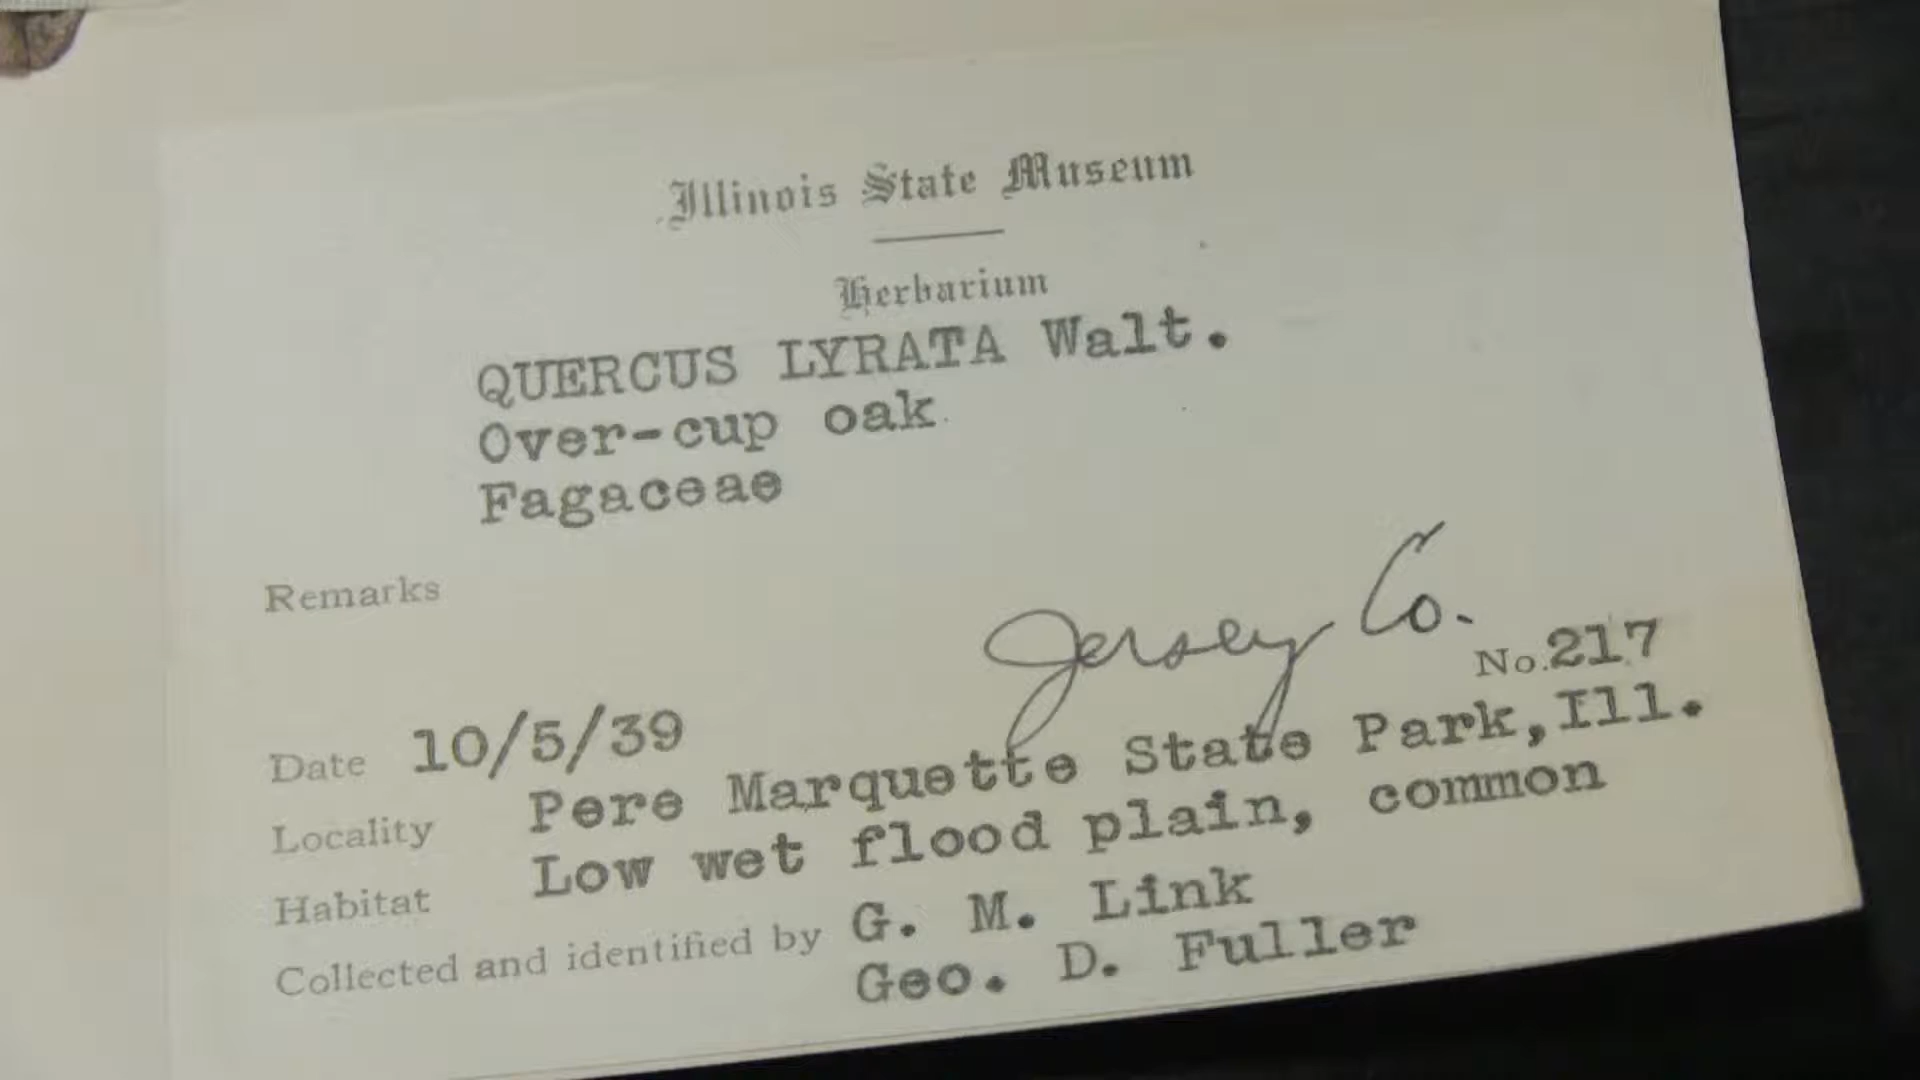 Illinois State Museum
Herbarium
QUERCUS LYRATA Walt.
Over-cup oak
Fagaceae
Remarks
Jersey Co.
No. 217
Date 10/5/39
Locality Pere Marquette State Park, Ill.
Habitat Low wet flood plain, common
Collected and identified by G. M. Link
Geo. D. Fuller